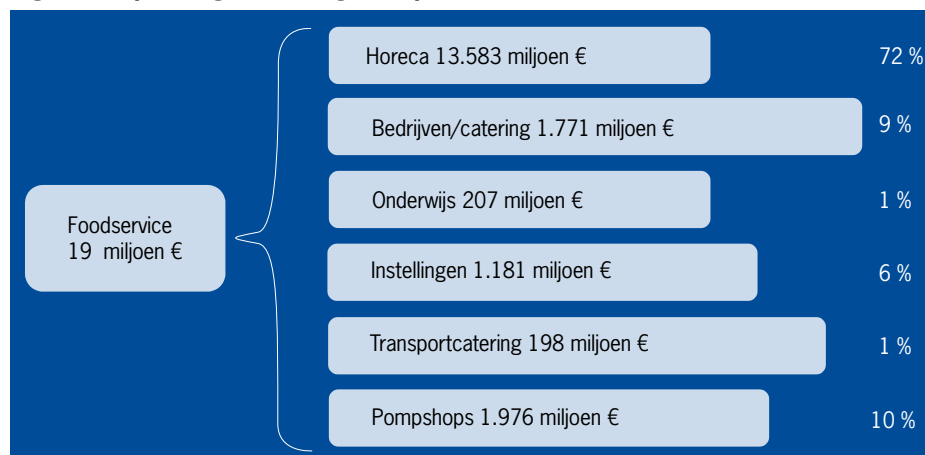 Horeca 13.583 miljoen € 72 %
Bedrijven/catering 1.771 miljoen € 9 %
Onderwijs 207 miljoen € 1 %
Foodservice
19 miljoen €
Instellingen 1.181 miljoen € 6 %
Transportcatering 198 miljoen € 1 %
Pompshops 1.976 miljoen € 10 %